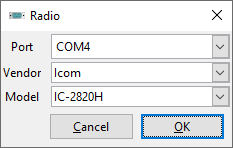 Radio
Port COM4
Vendor Icom
Model IC-2820H
Cancel OK